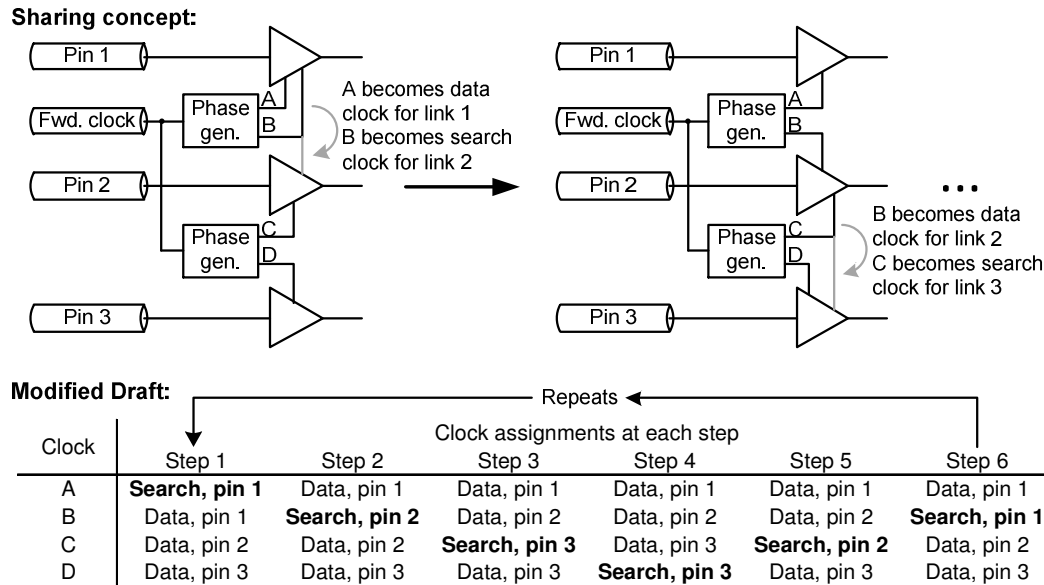 Sharing concept:
Pin 1
Fwd. clock
Phase gen.
A
B
Pin 2
Phase gen.
C
D
Pin 3
A becomes data
clock for link 1
B becomes search
clock for link 2
Pin 1
Fwd. clock
Phase gen.
A
B
Pin 2
Phase gen.
C
D
Pin 3
...
B becomes data
clock for link 2
C becomes search
clock for link 3
Modified Draft:
Repeats
Clock Clock assignments at each step
Step 1 Step 2 Step 3 Step 4 Step 5 Step 6
A Search, pin 1 Data, pin 1 Data, pin 1 Data, pin 1 Data, pin 1 Data, pin 1
B Data, pin 1 Search, pin 2 Data, pin 2 Data, pin 2 Data, pin 2 Search, pin 1
C Data, pin 2 Data, pin 2 Search, pin 3 Data, pin 3 Search, pin 2 Data, pin 2
D Data, pin 3 Data, pin 3 Data, pin 3 Search, pin 3 Data, pin 3 Data, pin 3